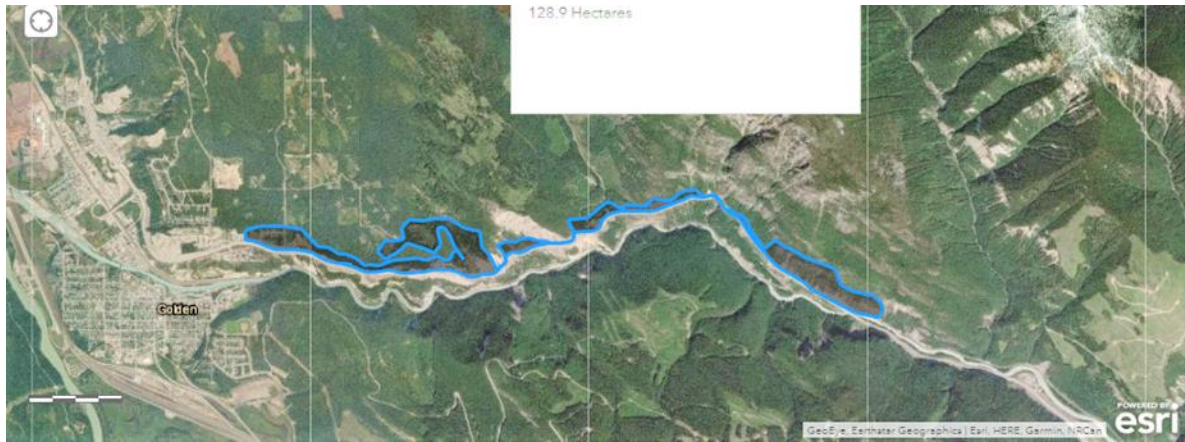 128.9 Hectares
Golden
GeoEye, Earthstar Geographics | Esri, HERE, Garmin, NRCan
POWERED BY
esri